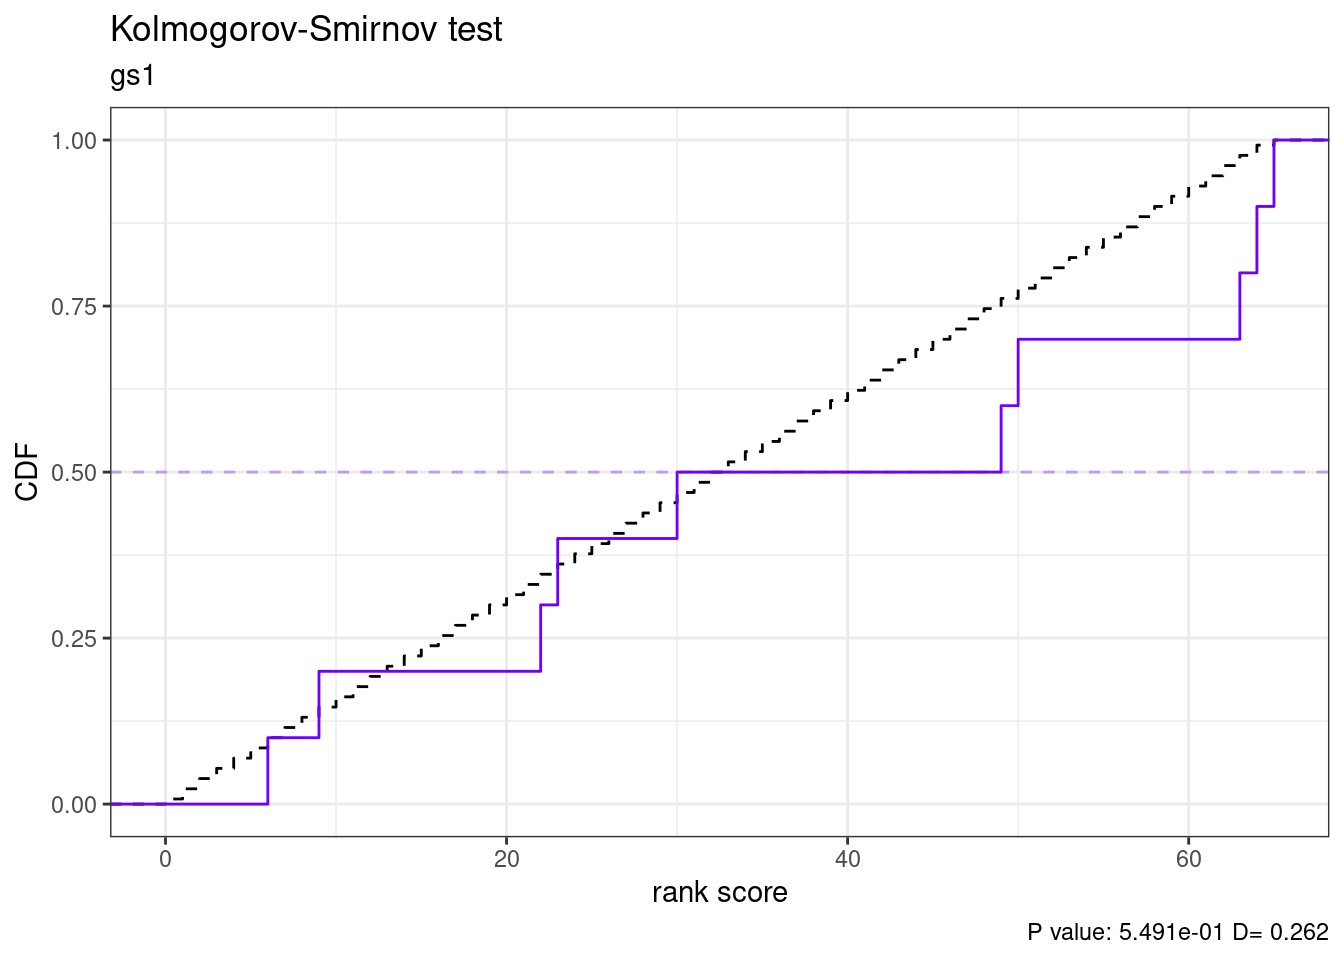 Kolmogorov-Smirnov test
gs1
1.00
0.75
0.50
0.25
0.00
CDF
0 20 40 60
rank score
P value: 5.491e-01 D= 0.262